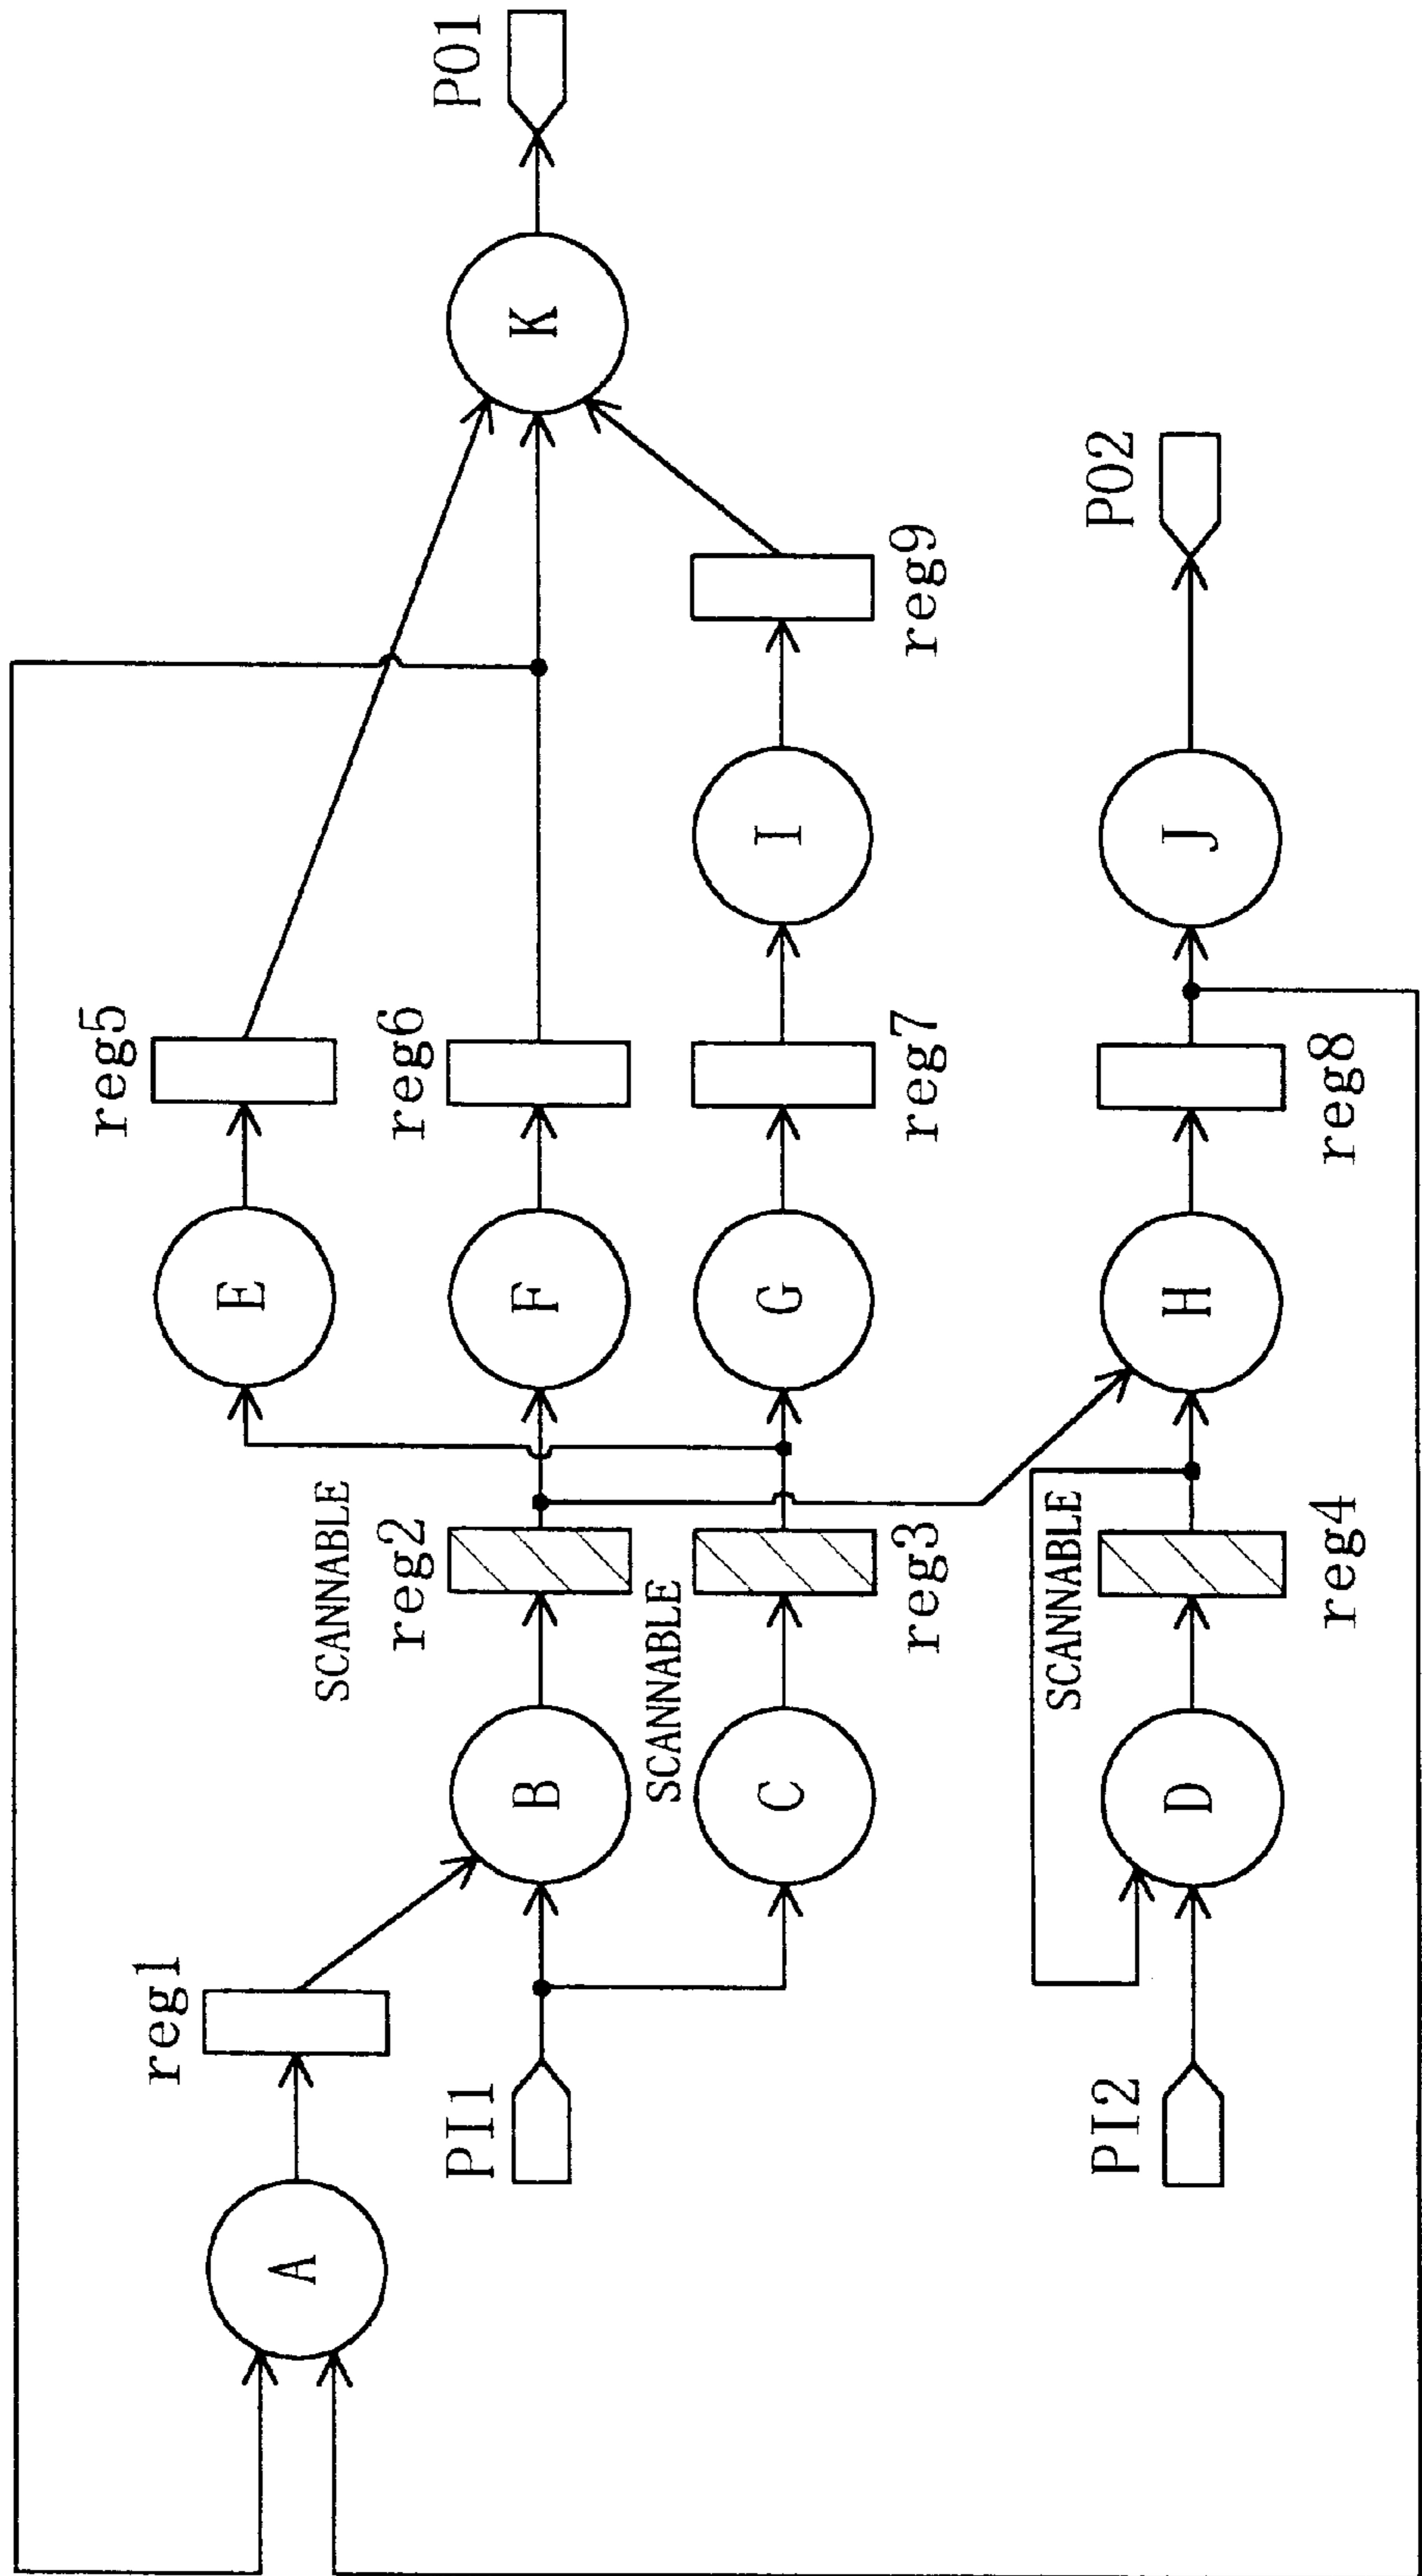 PO1
K
reg5
reg6
reg9
PO2
I
J
reg7
reg8
E
F
G
H
SCANNABLE
reg2
SCANNABLE
reg3
SCANNABLE
reg4
B
C
D
reg1
PI1
PI2
A